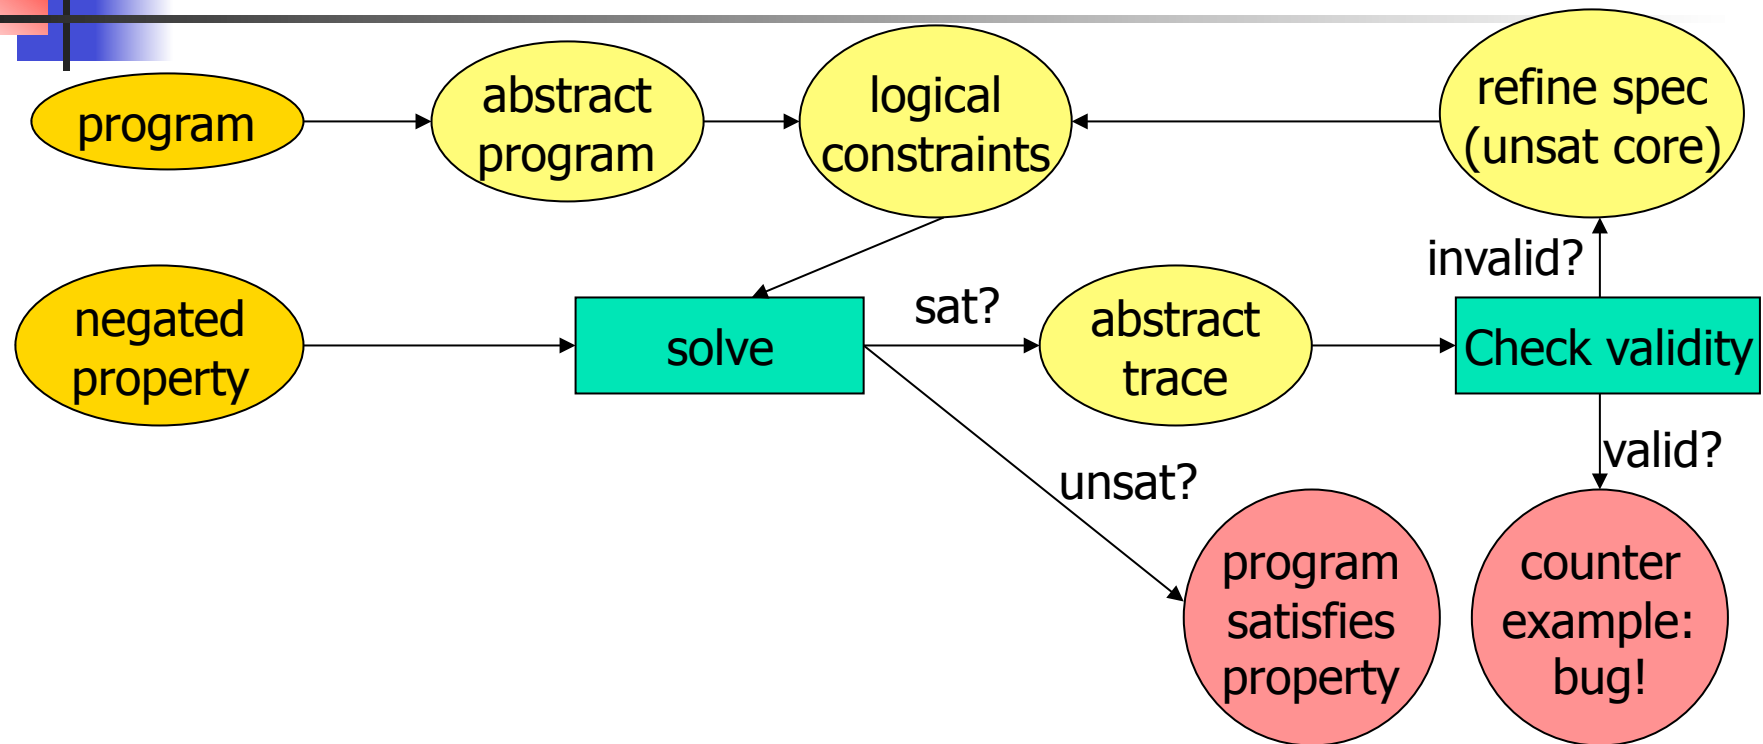 program
abstract
program
logical
constraints
refine spec
(unsat core)
invalid?
negated
property
solve
sat?
abstract
trace
Check validity
unsat?
valid?
program
satisfies
property
counter
example:
bug!